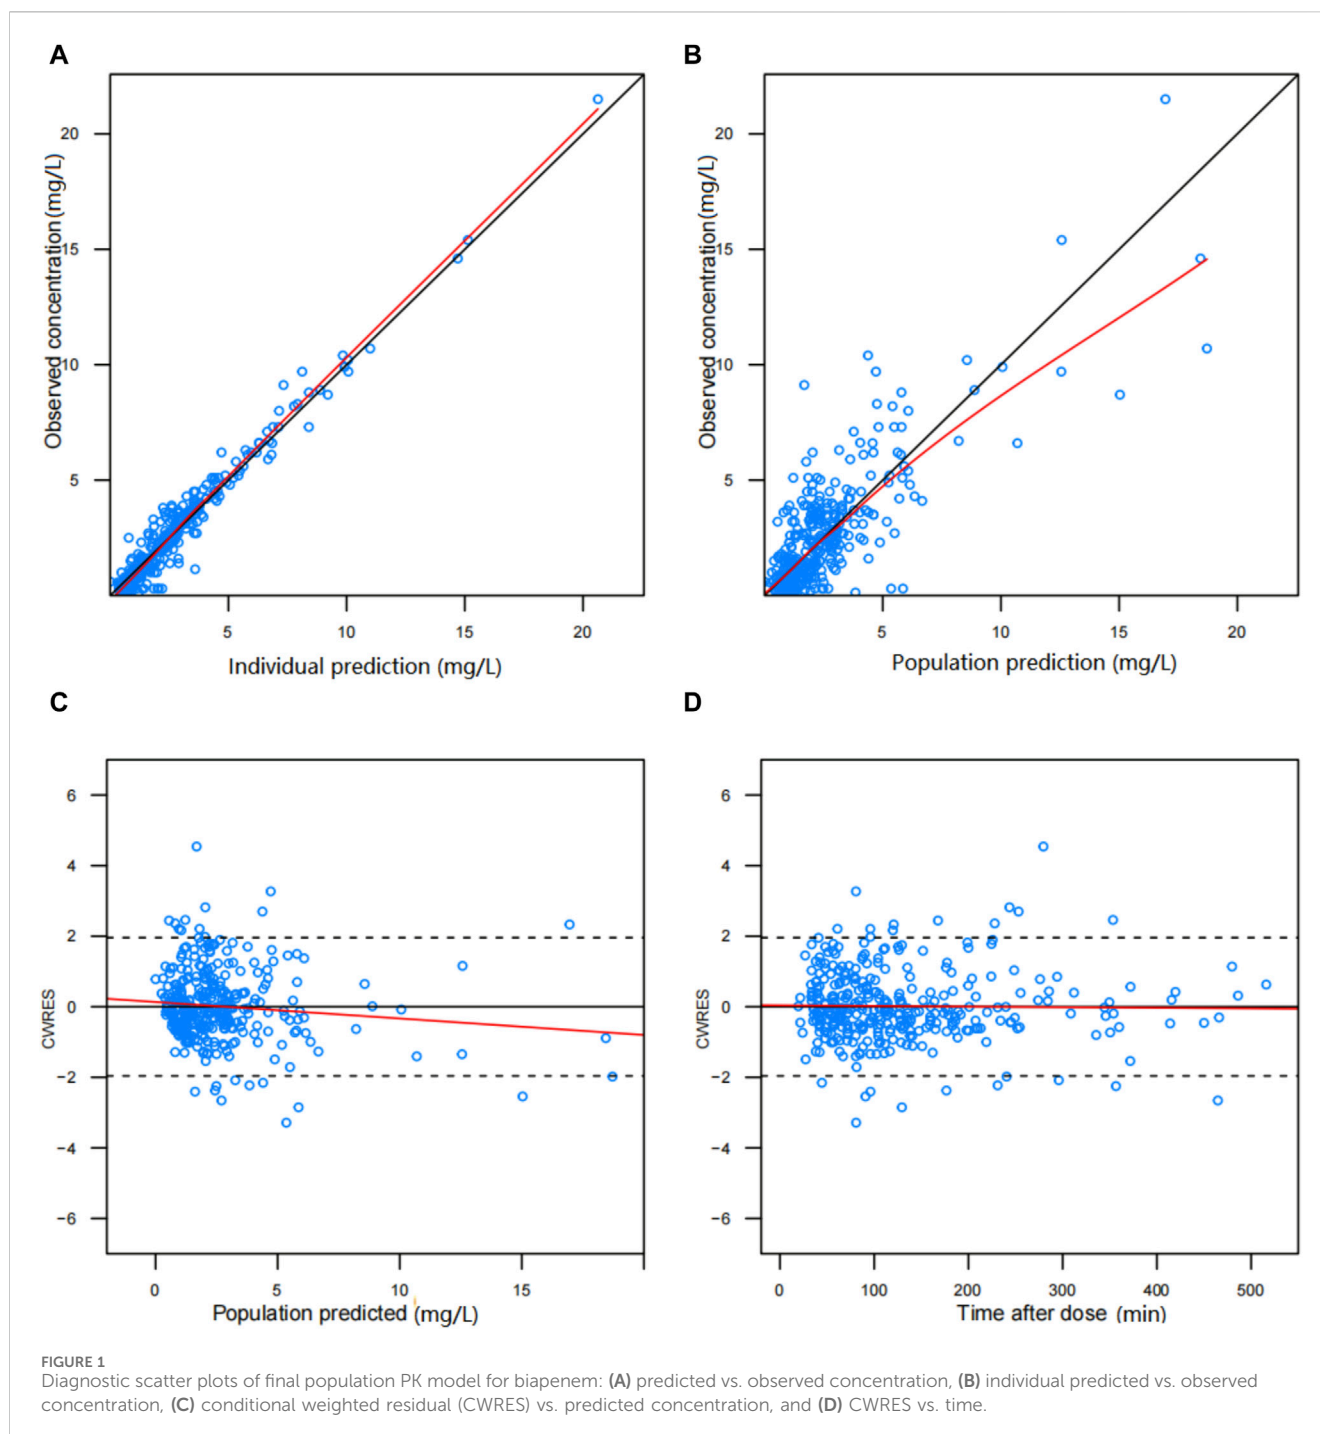 A
B
20
15
10
5
Observed concentration(mg/L)
5
10
15
20
Individual prediction (mg/L)
20
15
10
5
Observed concentration(mg/L)
5
10
15
20
Population prediction (mg/L)
C
D
6
4
2
0
−2
−4
−6
CWRES
0
5
10
15
Population predicted (mg/L)
6
4
2
0
−2
−4
−6
CWRES
0
100
200
300
400
500
Time after dose (min)
FIGURE 1
Diagnostic scatter plots of final population PK model for biapenem: (A) predicted vs. observed concentration, (B) individual predicted vs. observed
concentration, (C) conditional weighted residual (CWRES) vs. predicted concentration, and (D) CWRES vs. time.